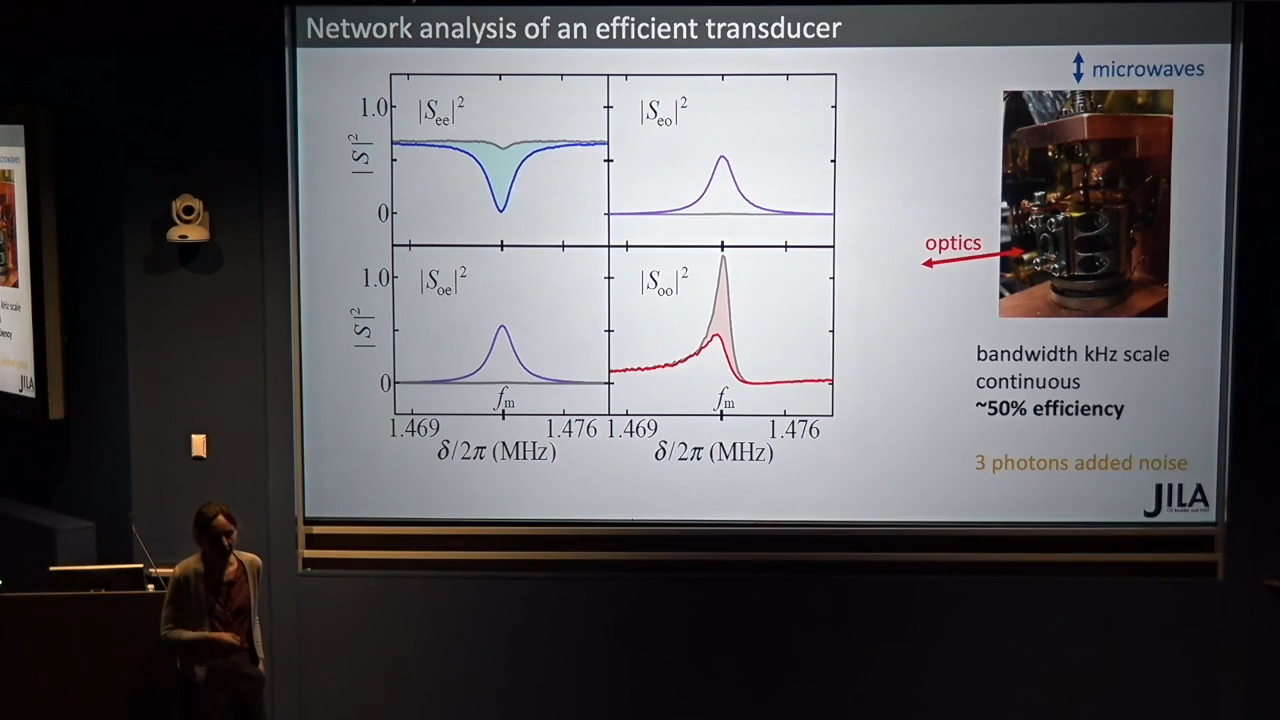 Network analysis of an efficient transducer
microwaves
1.0
|S|²
0
|S_ee|²
|S_eo|²
1.0
|S|²
0
|S_oe|²
|S_oo|²
f_m
f_m
1.469
1.476
1.469
1.476
δ/2π (MHz)
δ/2π (MHz)
optics
bandwidth kHz scale
continuous
~50% efficiency
3 photons added noise
JILA
JILA